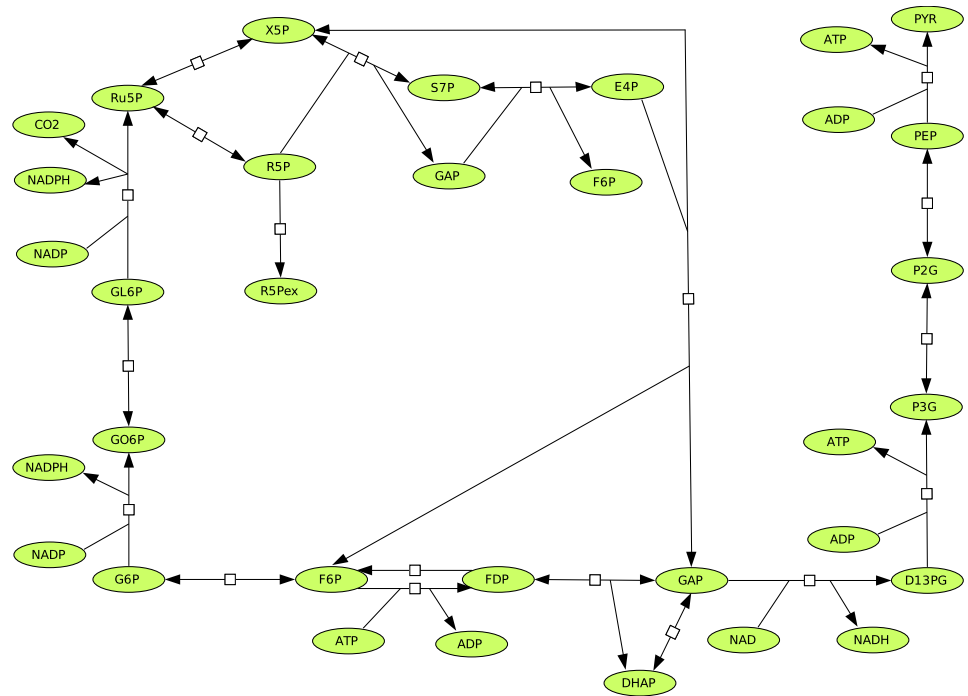 X5P
PYR
ATP
S7P
E4P
Ru5P
ADP
CO2
PEP
R5P
GAP
F6P
NADPH
NADP
P2G
R5Pex
GL6P
P3G
GO6P
ATP
NADPH
ADP
NADP
G6P
F6P
FDP
GAP
D13PG
ATP
ADP
NAD
NADH
DHAP